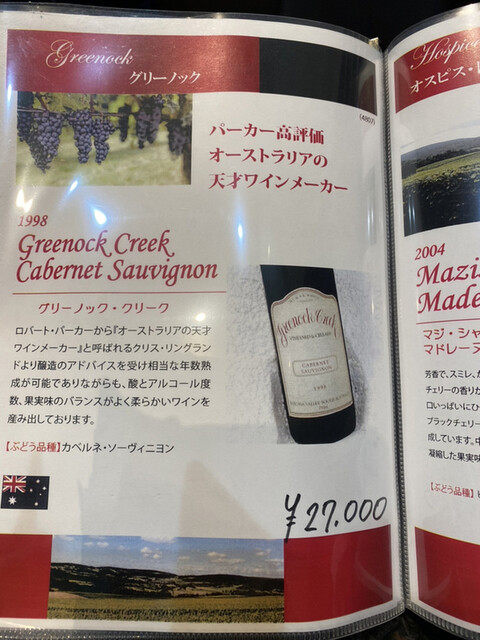 Greenock
グリーノック
(4807)
パーカー高評価
オーストラリアの
天才ワインメーカー
1998
Greenock Creek
Cabernet Sauvignon
グリーノック・クリーク
ロバート・パーカーから『オーストラリアの天才
ワインメーカー』と呼ばれるクリス・リングラン
ドより醸造のアドバイスを受け相当な年数熟
成が可能でありながらも、酸とアルコール度
数、果実味のバランスがよく柔らかいワインを
産み出しております。
【ぶどう品種】カベルネ・ソーヴィニヨン
Greenock Creek
CABERNET
SAUVIGNON
¥27.000
Hospice
オスピス・
2004
Mazis
Made
マジ・シャ
マドレーヌ
芳香で、スミレ、か
チェリーの香りか
口いっぱいにひ
ブラックチェリー
成しています。中
凝縮した果実味
【ぶどう品種】